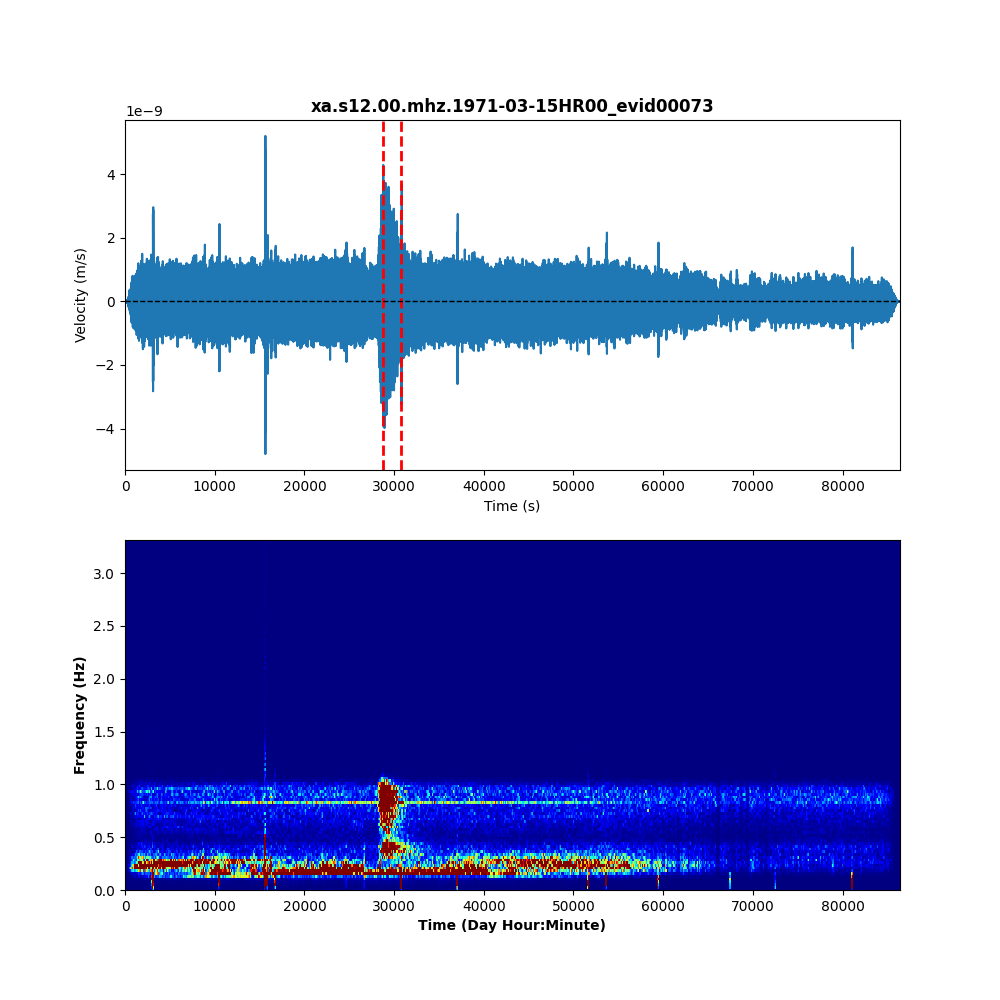 xa.s12.00.mhz.1971-03-15HR00_evid00073
1e−9
4
2
0
−2
−4
Velocity (m/s)
0 10000 20000 30000 40000 50000 60000 70000 80000
Time (s)
3.0
2.5
2.0
1.5
1.0
0.5
0.0
Frequency (Hz)
0 10000 20000 30000 40000 50000 60000 70000 80000
Time (Day Hour:Minute)